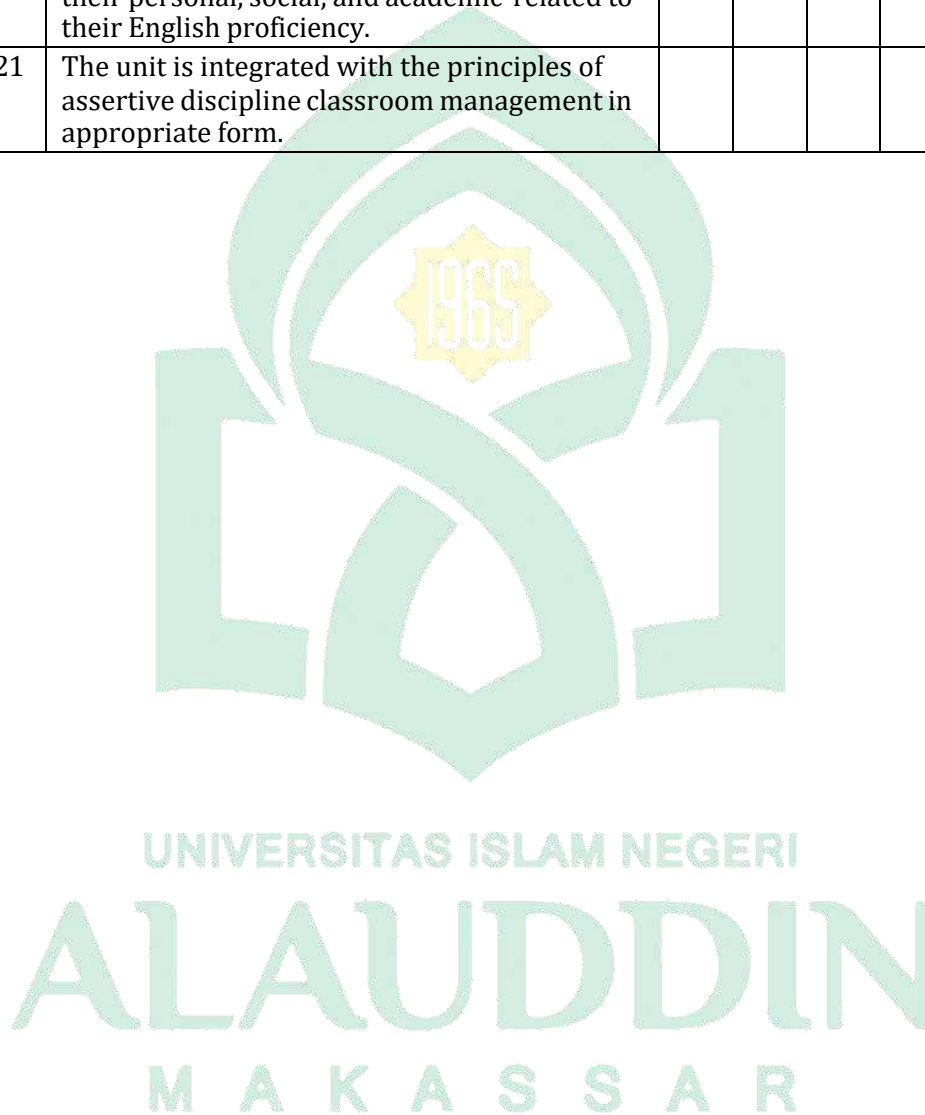 their personal, social, and academic related to
their English proficiency.
21 The unit is integrated with the principles of
assertive discipline classroom management in
appropriate form.
1965
UNIVERSITAS ISLAM NEGERI
ALAUDDIN
M A K A S S A R